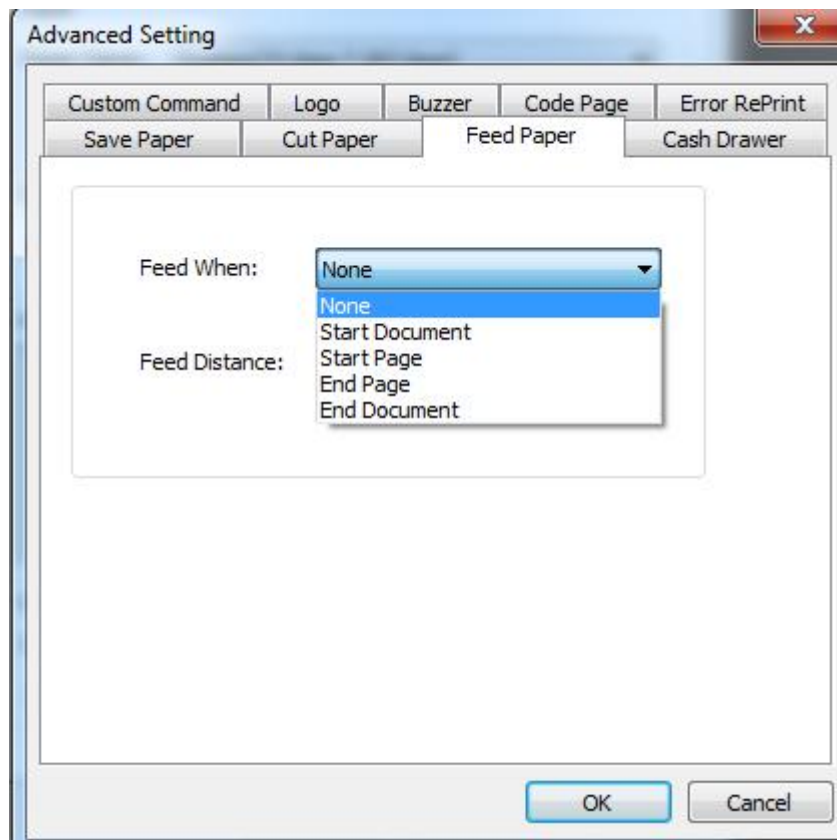 Advanced Setting
Custom Command Logo Buzzer Code Page Error RePrint
Save Paper Cut Paper Feed Paper Cash Drawer
Feed When: None
None
Start Document
Feed Distance: Start Page
End Page
End Document
OK Cancel